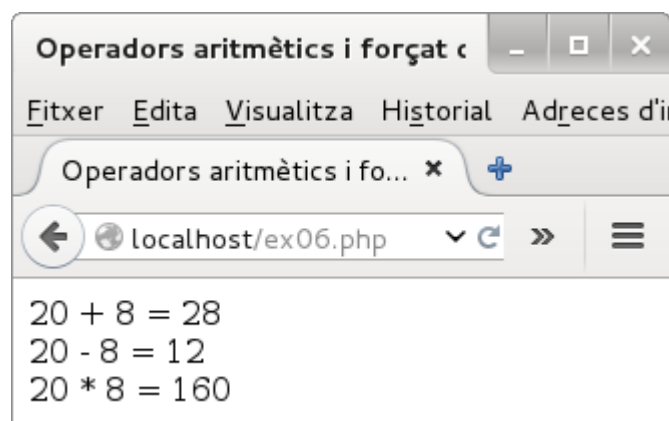 Operadors aritmètics i forçat
Fitxer Edita Visualitza Historial Adreces
Operadors aritmètics i fo...
localhost/ex06.php
20 + 8 = 28
20 - 8 = 12
20 * 8 = 160